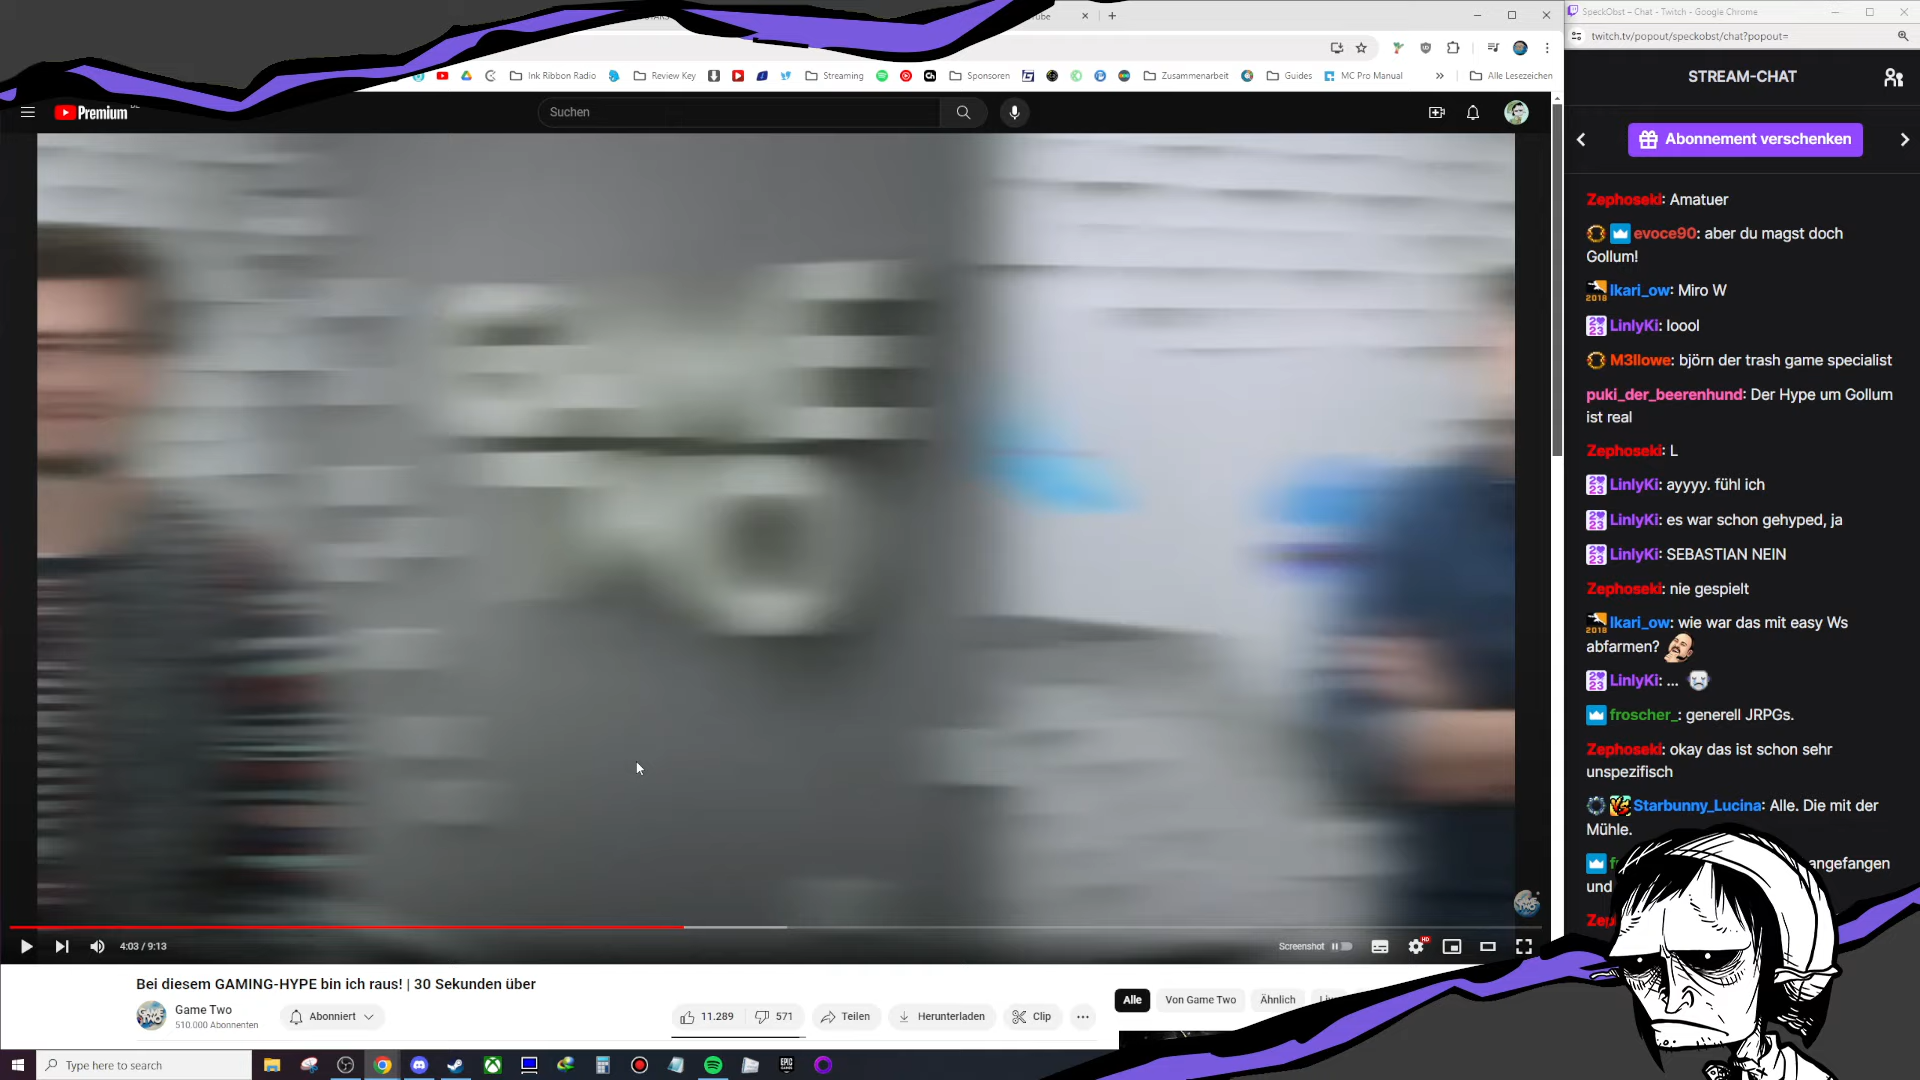 SpeckObst – Chat - Twitch - Google Chrome
twitch.tv/popout/speckobst/chat?popout=
Ink Ribbon Radio
Review Key
Streaming
Sponsoren
Zusammenarbeit
Guides
MC Pro Manual
»
Alle Lesezeichen
Premium
Suchen
STREAM-CHAT
Abonnement verschenken
Zephoseki: Amatuer
evoce90: aber du magst doch
Gollum!
Ikari_ow: Miro W
LinlyKi: loool
M3llowe: björn der trash game specialist
puki_der_beerenhund: Der Hype um Gollum
ist real
Zephoseki: L
LinlyKi: ayyyy. fühl ich
LinlyKi: es war schon gehyped, ja
LinlyKi: SEBASTIAN NEIN
Zephoseki: nie gespielt
Ikari_ow: wie war das mit easy Ws
abfarmen?
LinlyKi: ...
froscher_: generell JRPGs.
Zephoseki: okay das ist schon sehr
unspezifisch
Starbunny_Lucina: Alle. Die mit der
Mühle.
angefangen
und
4:03 / 9:13
Screenshot
HD
Bei diesem GAMING-HYPE bin ich raus! | 30 Sekunden über
Game Two
510.000 Abonnenten
Abonniert
11.289
571
Teilen
Herunterladen
Clip
Alle
Von Game Two
Ähnlich
Type here to search